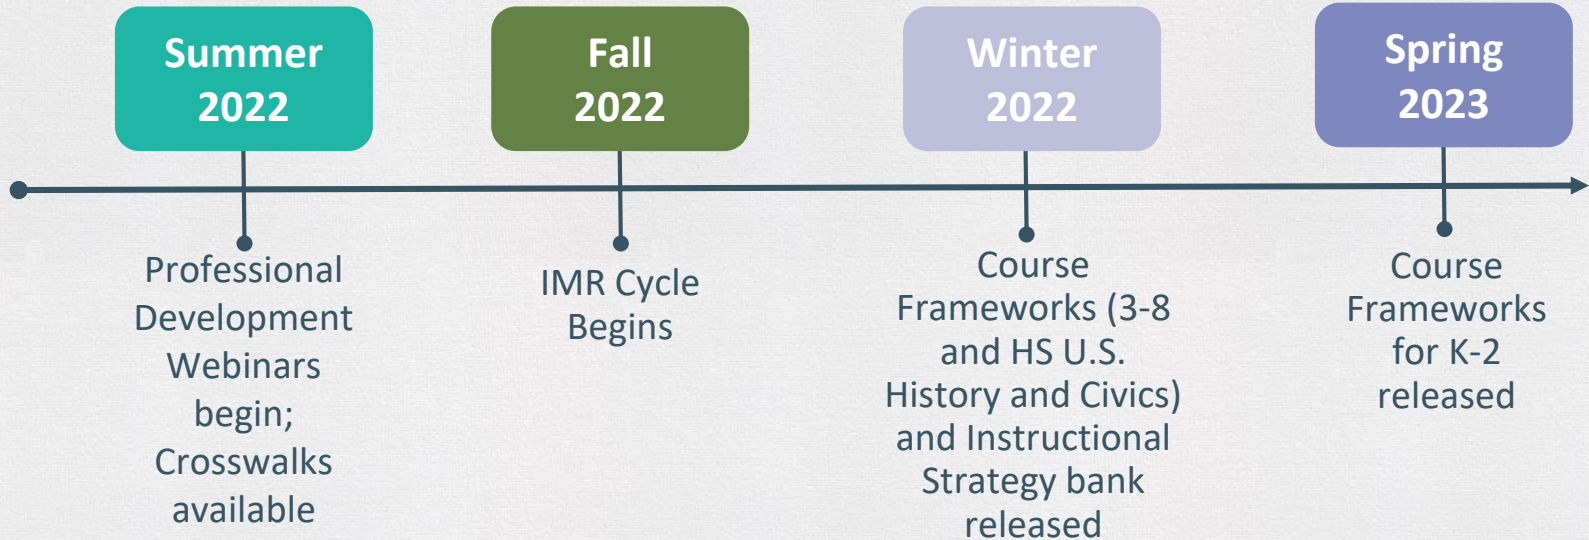 Summer
2022
Fall
2022
Winter
2022
Spring
2023
Professional
Development
Webinars
begin;
Crosswalks
available
IMR Cycle
Begins
Course
Frameworks (3-8
and HS U.S.
History and Civics)
and Instructional
Strategy bank
released
Course
Frameworks
for K-2
released